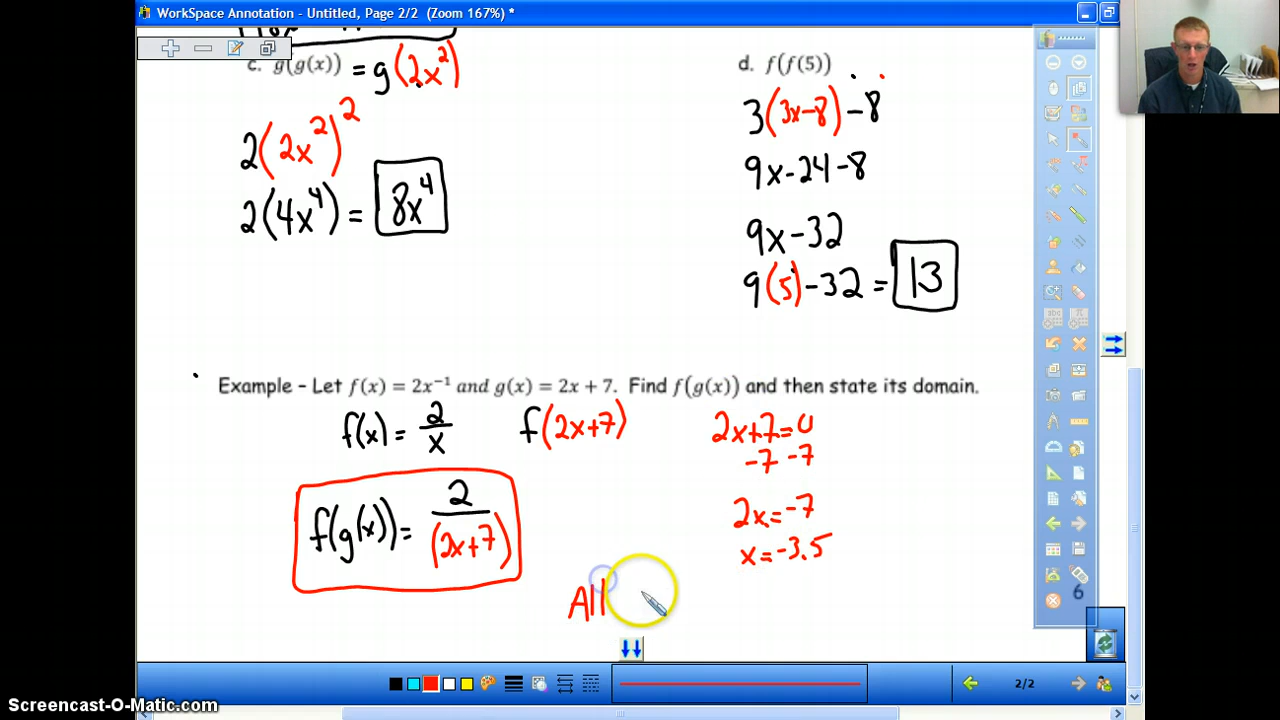 WorkSpace Annotation - Untitled, Page 2/2 (Zoom 167%) *
c. g(g(x)) = g(2x²)
2(2x²)²
2(4x⁴) = 8x⁴
d. f(f(5))
3(3x-8)-8
9x-24-8
9x-32
9(5)-32 = 13
Example – Let f(x) = 2x⁻¹ and g(x) = 2x + 7. Find f(g(x)) and then state its domain.
f(x) = 2/x
f(2x+7)
2x+7=0
-7 -7
2x=-7
x=-3.5
f(g(x)) = 2/(2x+7)
All
6
2/2
Screencast-O-Matic.com